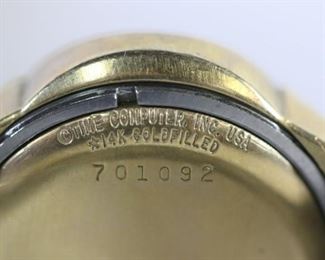 ©TIME COMPUTER, INC. USA
☆14K GOLDFILLED
701092